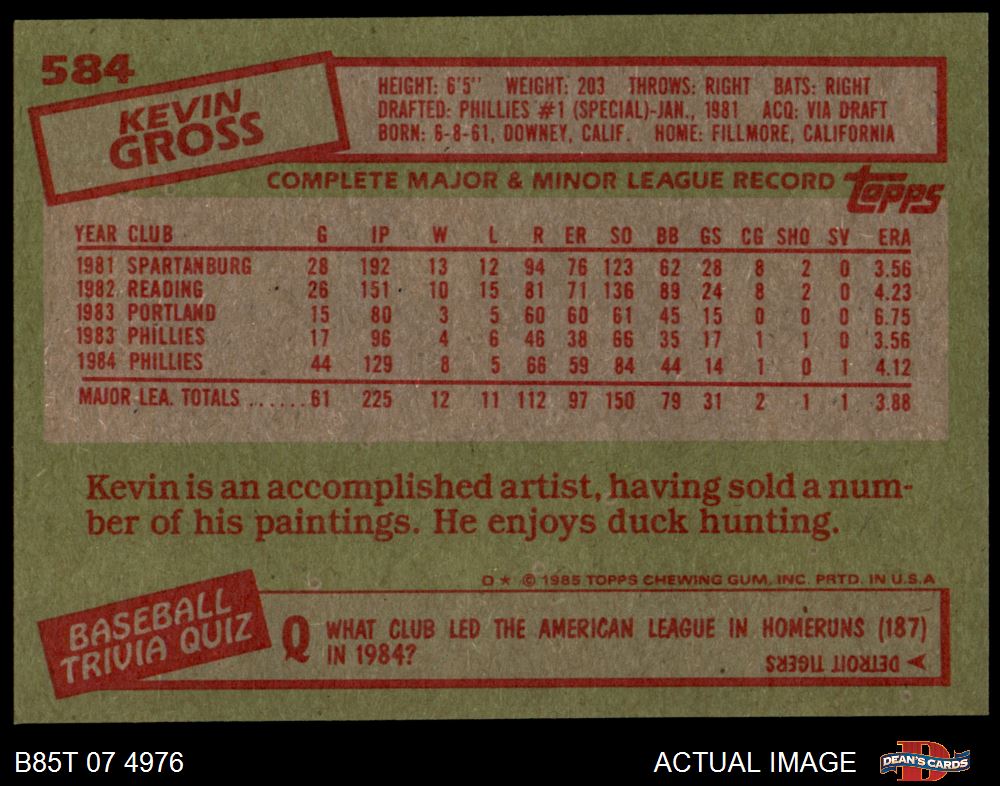 584
KEVIN
GROSS
HEIGHT: 6'5" WEIGHT: 203 THROWS: RIGHT BATS: RIGHT
DRAFTED: PHILLIES #1 (SPECIAL)-JAN., 1981 ACQ: VIA DRAFT
BORN: 6-8-61, DOWNEY, CALIF. HOME: FILLMORE, CALIFORNIA
COMPLETE MAJOR & MINOR LEAGUE RECORD topps
YEAR CLUB G IP W L R ER SO BB GS CG SHO SV ERA
1981 SPARTANBURG 28 192 13 12 94 76 123 62 28 8 2 0 3.56
1982 READING 26 151 10 15 81 71 136 89 24 8 2 0 4.23
1983 PORTLAND 15 80 3 5 60 60 61 45 15 0 0 0 6.75
1983 PHILLIES 17 96 4 6 46 38 66 35 17 1 1 0 3.56
1984 PHILLIES 44 129 8 5 66 59 84 44 14 1 0 1 4.12
MAJOR LEA. TOTALS ......61 225 12 11 112 97 150 79 31 2 1 1 3.88
Kevin is an accomplished artist, having sold a num-
ber of his paintings. He enjoys duck hunting.
D * © 1985 TOPPS CHEWING GUM, INC. PRTD. IN U.S.A
BASEBALL
TRIVIA QUIZ
Q WHAT CLUB LED THE AMERICAN LEAGUE IN HOMERUNS (187)
IN 1984?
DETROIT TIGERS
B85T 07 4976
ACTUAL IMAGE
DEAN'S CARDS